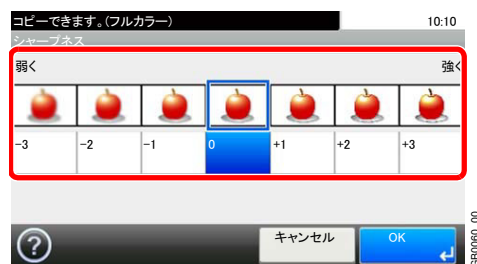 コピーできます。(フルカラー) 10:10
シャープネス
弱く 強く
-3 -2 -1 0 +1 +2 +3
? キャンセル OK
GB0060_00